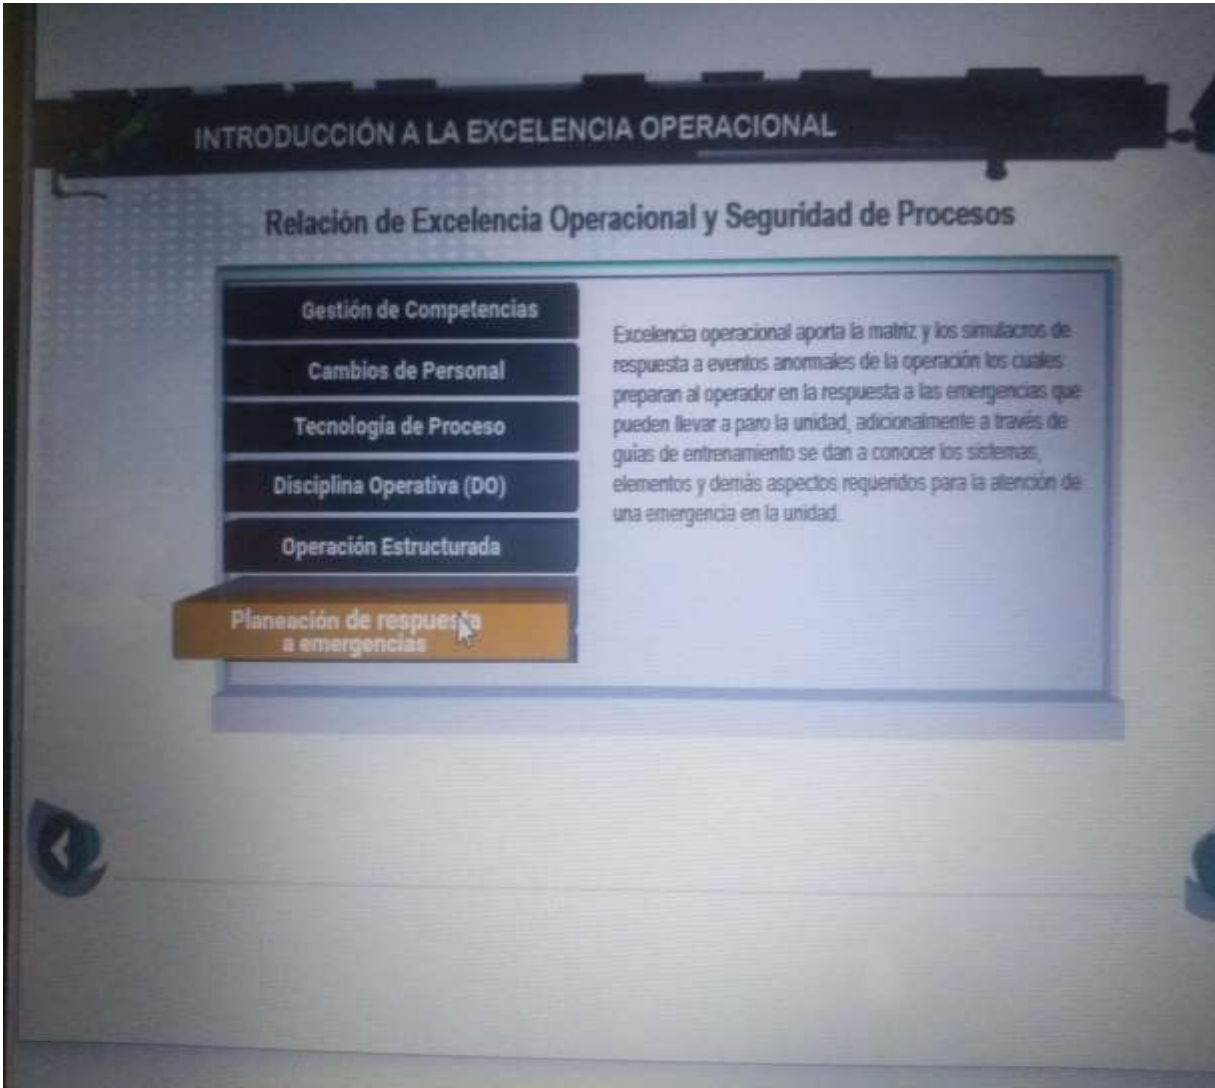 INTRODUCCIÓN A LA EXCELENCIA OPERACIONAL
Relación de Excelencia Operacional y Seguridad de Procesos
Gestión de Competencias
Cambios de Personal
Tecnología de Proceso
Disciplina Operativa (DO)
Operación Estructurada
Planeación de respuesta
a emergencias
Excelencia operacional aporta la matriz y los simulacros de
respuesta a eventos anormales de la operación los cuales
preparan al operador en la respuesta a las emergencias que
pueden llevar a paro la unidad, adicionalmente a través de
guías de entrenamiento se dan a conocer los sistemas,
elementos y demás aspectos requeridos para la atención de
una emergencia en la unidad.